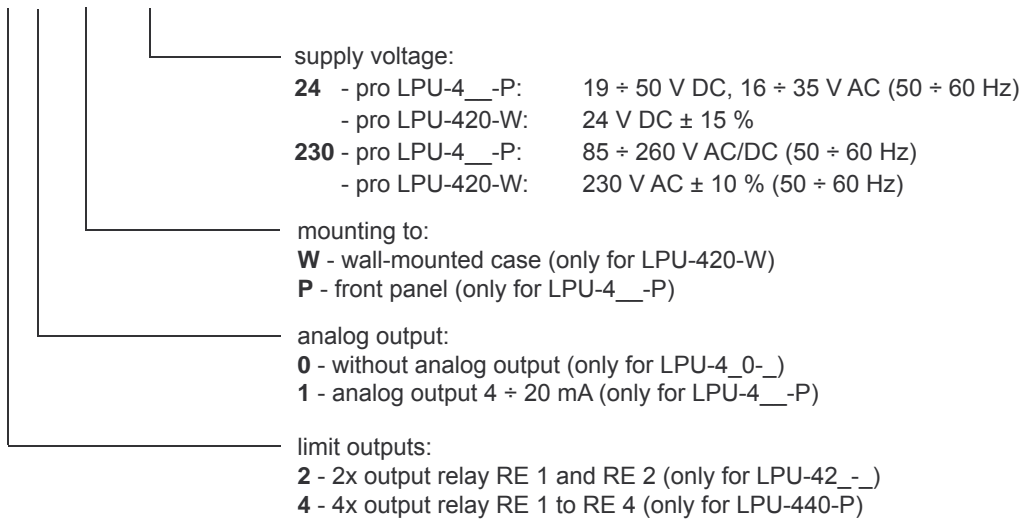 supply voltage:
24 - pro LPU-4__-P: 19 ÷ 50 V DC, 16 ÷ 35 V AC (50 ÷ 60 Hz)
- pro LPU-420-W: 24 V DC ± 15 %
230 - pro LPU-4__-P: 85 ÷ 260 V AC/DC (50 ÷ 60 Hz)
- pro LPU-420-W: 230 V AC ± 10 % (50 ÷ 60 Hz)
mounting to:
W - wall-mounted case (only for LPU-420-W)
P - front panel (only for LPU-4__-P)
analog output:
0 - without analog output (only for LPU-4_0-_)
1 - analog output 4 ÷ 20 mA (only for LPU-4__-P)
limit outputs:
2 - 2x output relay RE 1 and RE 2 (only for LPU-42_-_)
4 - 4x output relay RE 1 to RE 4 (only for LPU-440-P)